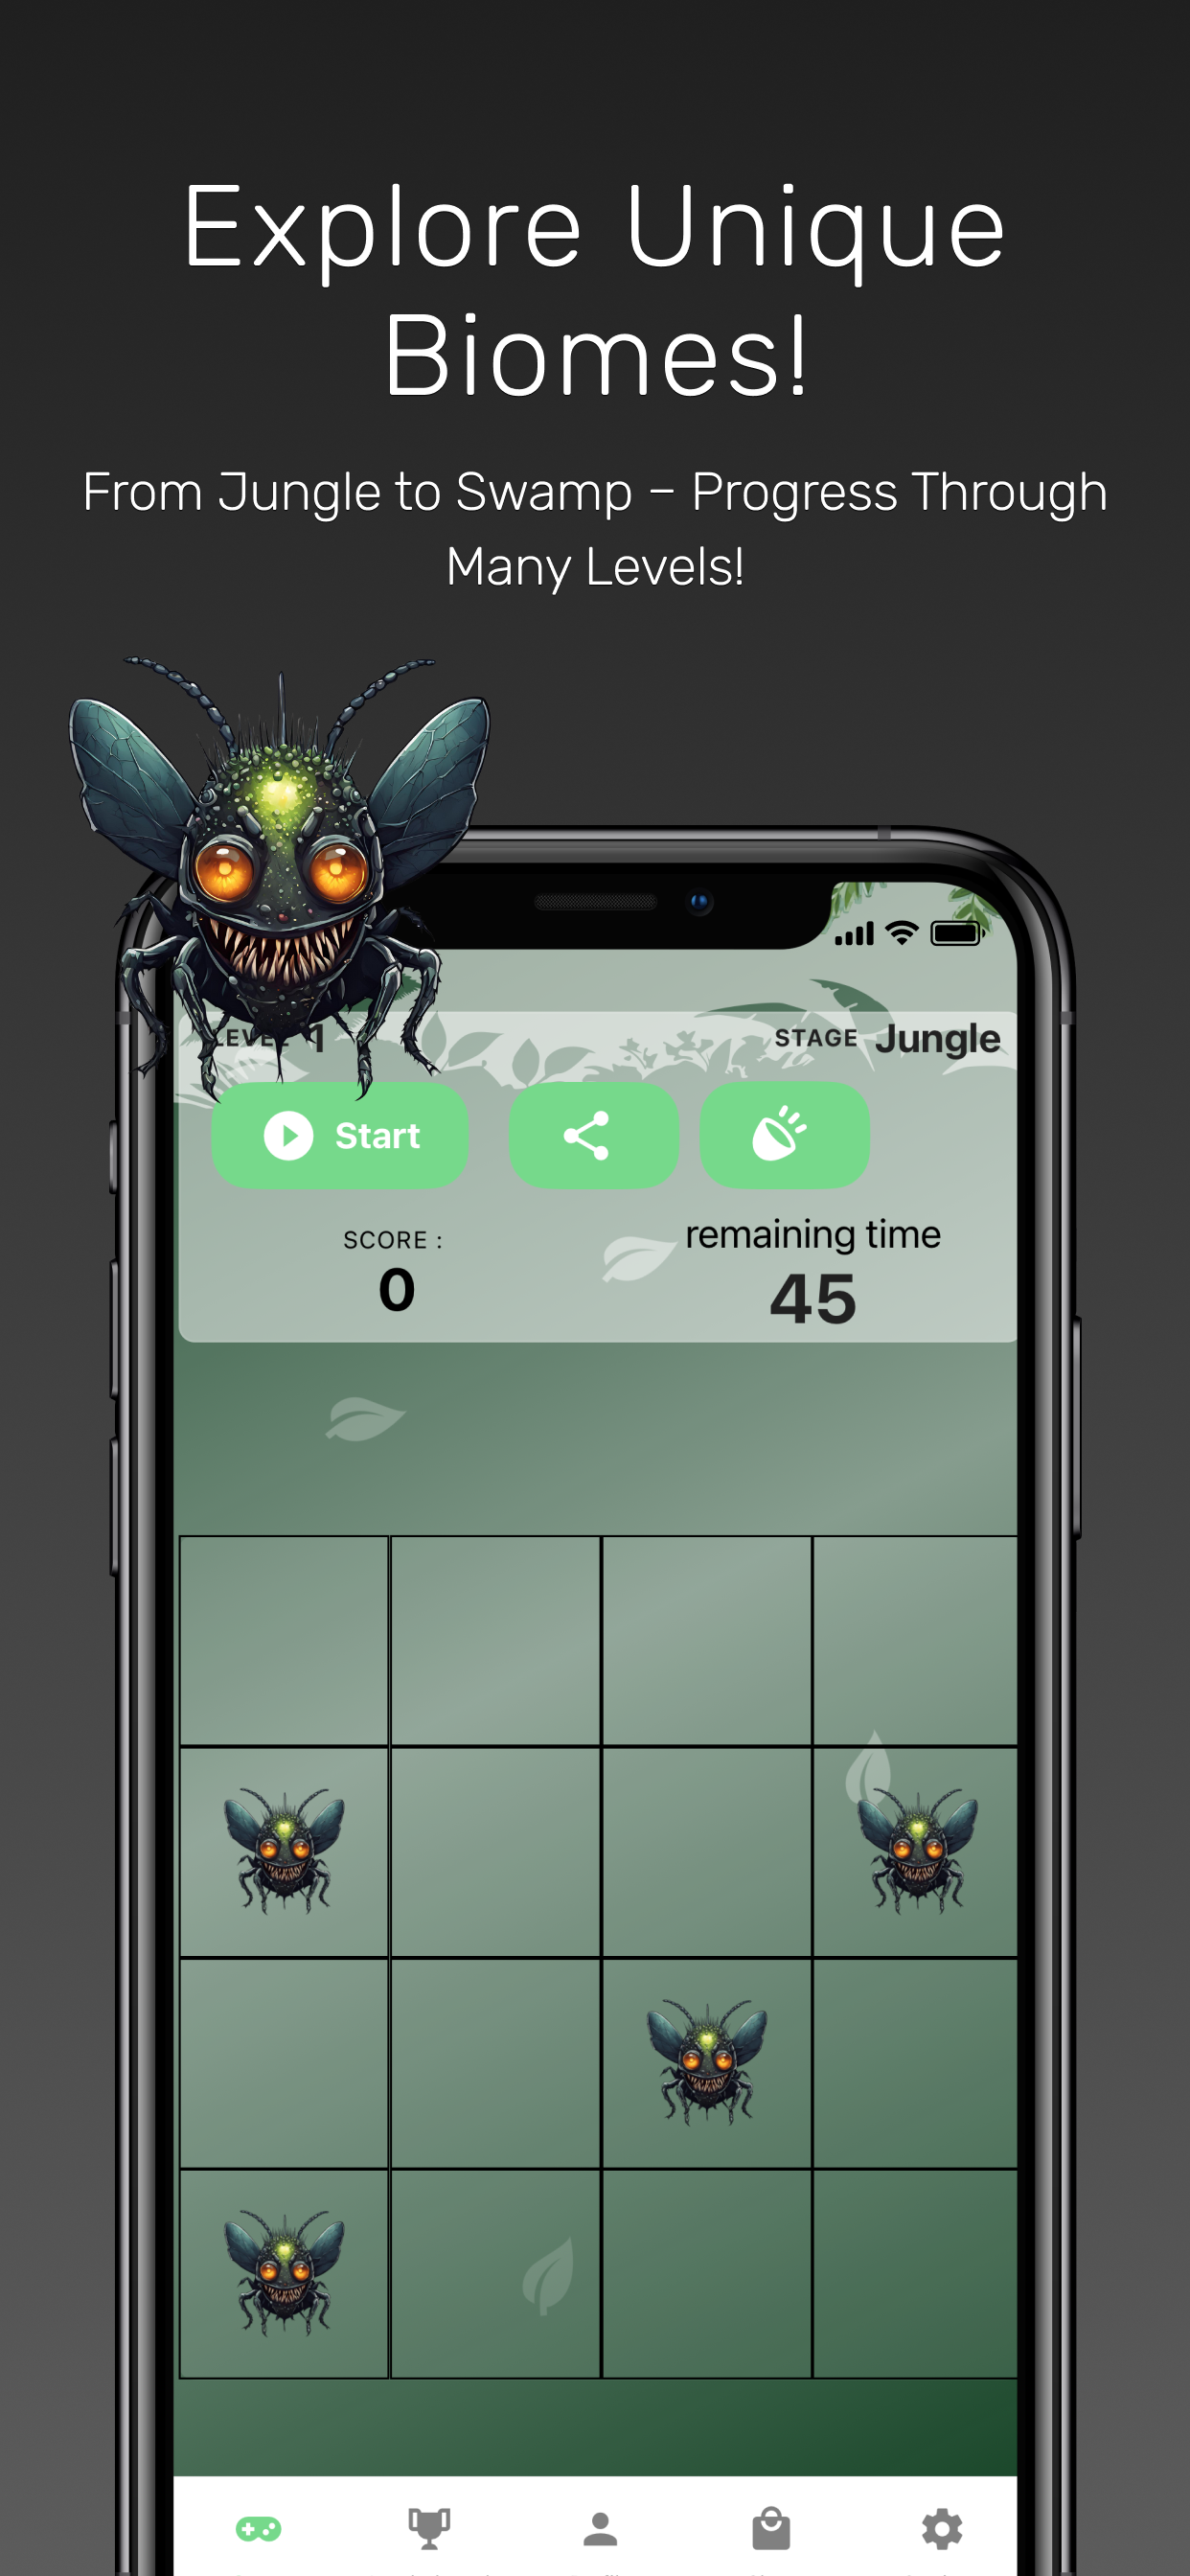 Explore Unique
Biomes!
From Jungle to Swamp – Progress Through
Many Levels!
LEVEL 1
STAGE Jungle
Start
SCORE :
remaining time
0
45